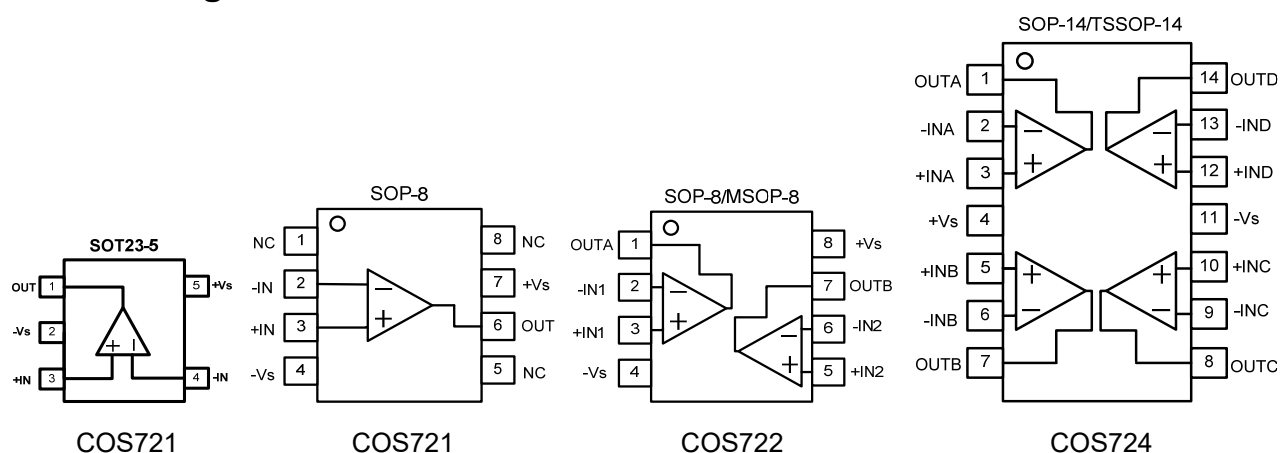 g
SOT23-5
OUT 1
-Vs 2
+IN 3
5 +Vs
4 -IN
+ -
COS721
SOP-8
NC 1
-IN 2
+IN 3
-Vs 4
8 NC
7 +Vs
6 OUT
5 NC
- +
COS721
SOP-8/MSOP-8
OUTA 1
-IN1 2
+IN1 3
-Vs 4
8 +Vs
7 OUTB
6 -IN2
5 +IN2
- +
- +
COS722
SOP-14/TSSOP-14
OUTA 1
-INA 2
+INA 3
+Vs 4
+INB 5
-INB 6
OUTB 7
14 OUTD
13 -IND
12 +IND
11 -Vs
10 +INC
9 -INC
8 OUTC
- +
- +
+ -
+ -
COS724